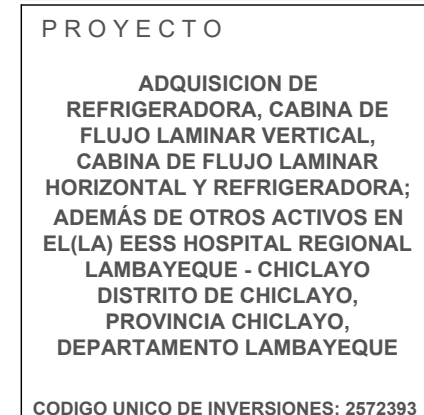 PROYECTO
ADQUISICION DE
REFRIGERADORA, CABINA DE
FLUJO LAMINAR VERTICAL,
CABINA DE FLUJO LAMINAR
HORIZONTAL Y REFRIGERADORA;
ADEMÁS DE OTROS ACTIVOS EN
EL(LA) EESS HOSPITAL REGIONAL
LAMBAYEQUE - CHICLAYO
DISTRITO DE CHICLAYO,
PROVINCIA CHICLAYO,
DEPARTAMENTO LAMBAYEQUE
CODIGO UNICO DE INVERSIONES: 2572393